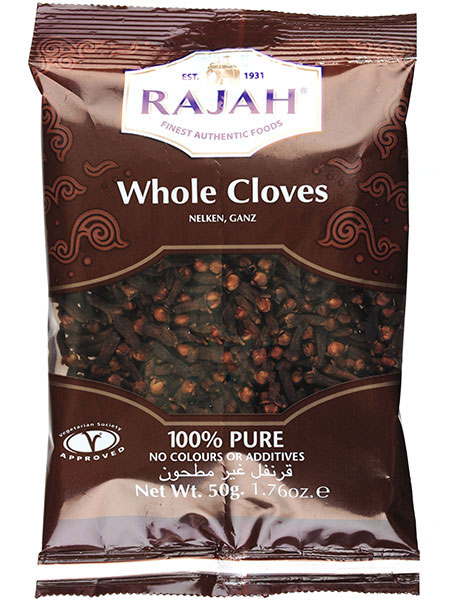 EST. 1931
RAJAH®
FINEST AUTHENTIC FOODS
Whole Cloves
NELKEN, GANZ
Vegetarian Society
V
APPROVED
100% PURE
NO COLOURS OR ADDITIVES
قرنفل غير مطحون
Net Wt. 50g. 1.76oz. e